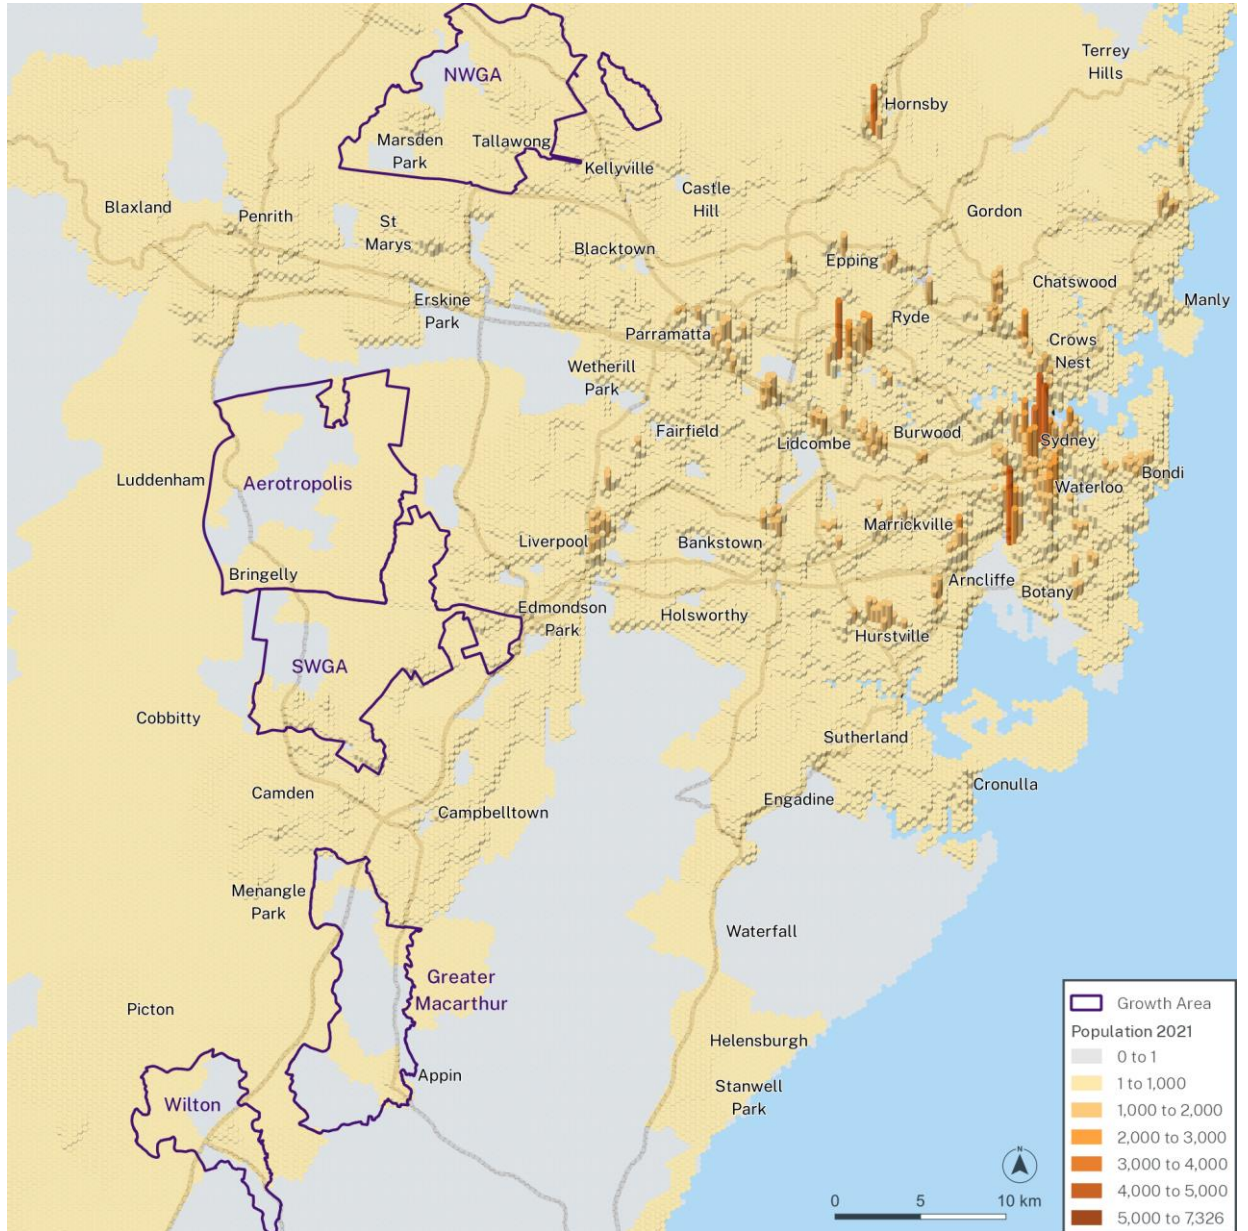 Terrey
Hills
NWGA
Hornsby
Marsden
Park
Tallawong
Kellyville
Castle
Hill
Blaxland
Penrith
St
Marys
Gordon
Blacktown
Epping
Chatswood
Manly
Erskine
Park
Parramatta
Ryde
Crows
Nest
Wetherill
Park
Fairfield
Lidcombe
Burwood
Sydney
Luddenham
Aerotropolis
Waterloo
Bondi
Liverpool
Bankstown
Marrickville
Bringelly
Edmondson
Park
Holsworthy
Arncliffe
Botany
Hurstville
SWGA
Cobbitty
Sutherland
Camden
Campbelltown
Engadine
Cronulla
Menangle
Park
Waterfall
Greater
Macarthur
Picton
Helensburgh
Appin
Stanwell
Park
Wilton
N
0 5 10 km
Growth Area
Population 2021
0 to 1
1 to 1,000
1,000 to 2,000
2,000 to 3,000
3,000 to 4,000
4,000 to 5,000
5,000 to 7,326